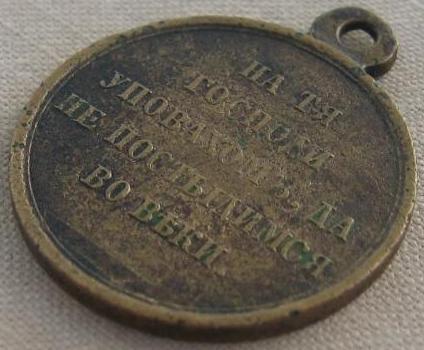 НА ТЯ
ГОСПОДИ
УПОВАХОМЪ, ДА
НЕ ПОСТЫДИМСЯ
ВО ВѢКИ.